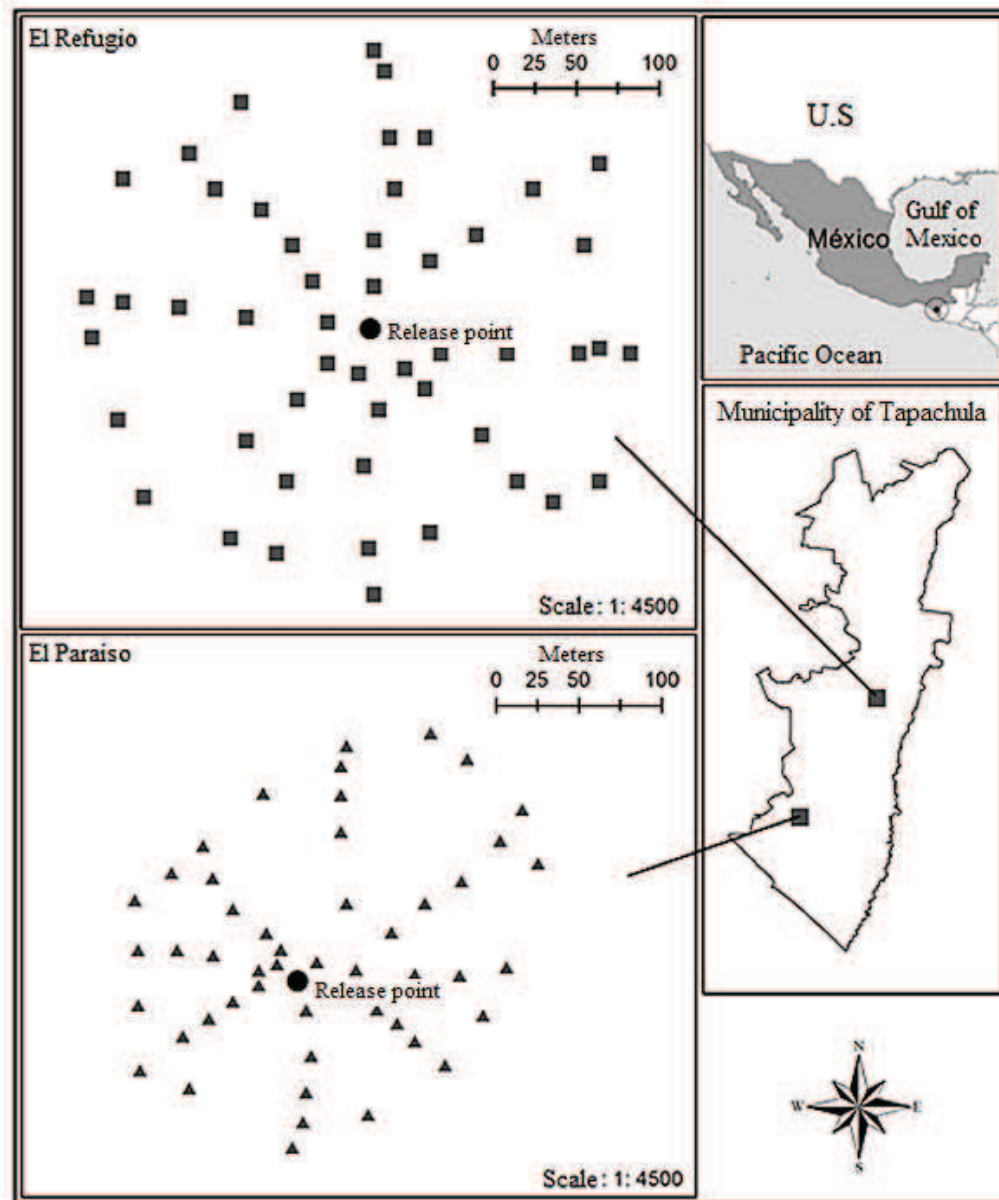 El Refugio
Meters
0 25 50 100
Release point
Scale: 1: 4500
U.S
Gulf of
México Mexico
Pacific Ocean
Municipality of Tapachula
El Paraiso
Meters
0 25 50 100
Release point
Scale: 1: 4500
N
W E
S